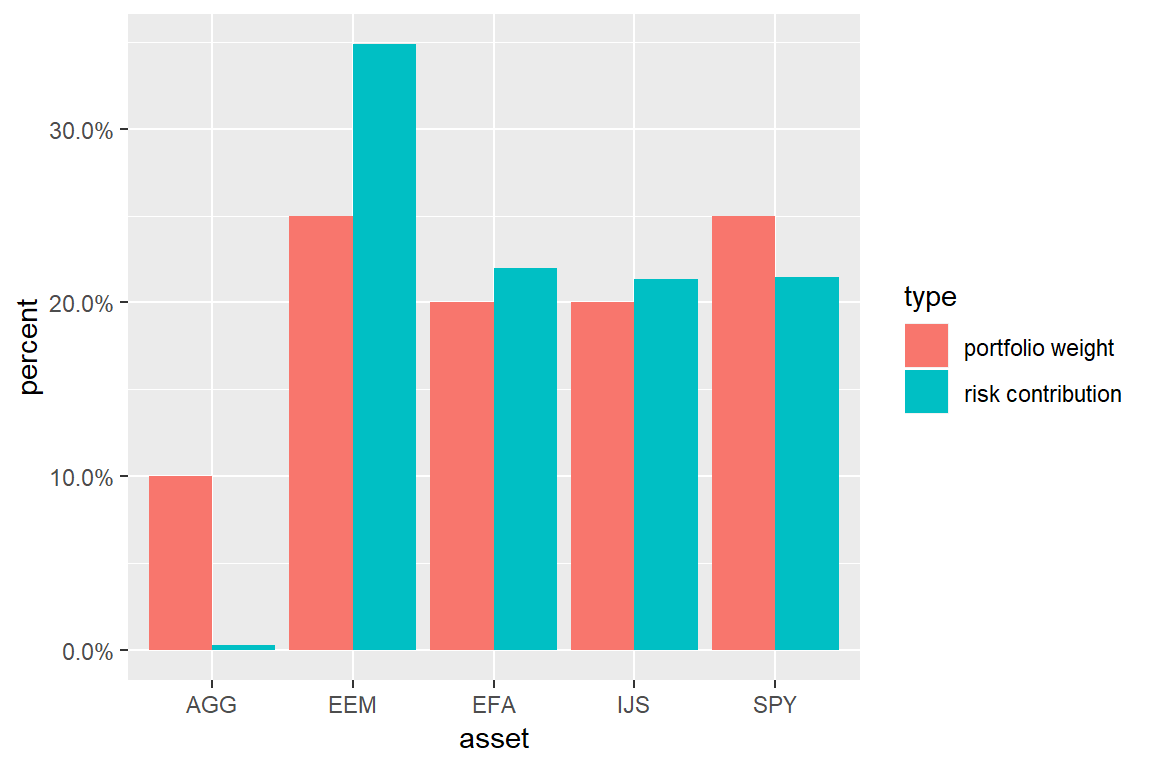 30.0%
20.0%
10.0%
0.0%
percent
AGG EEM EFA IJS SPY
asset
type
portfolio weight
risk contribution